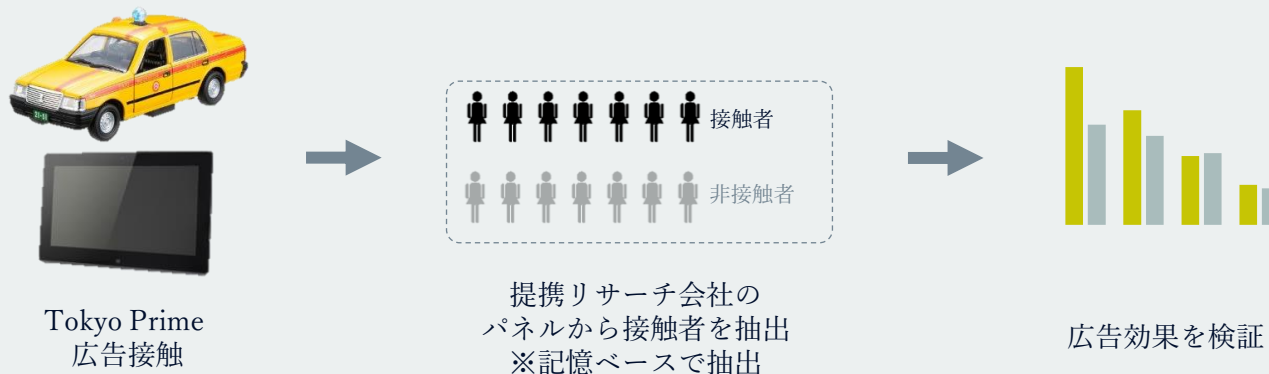 接触者
非接触者
Tokyo Prime
広告接触
提携リサーチ会社の
パネルから接触者を抽出
※記憶ベースで抽出
広告効果を検証